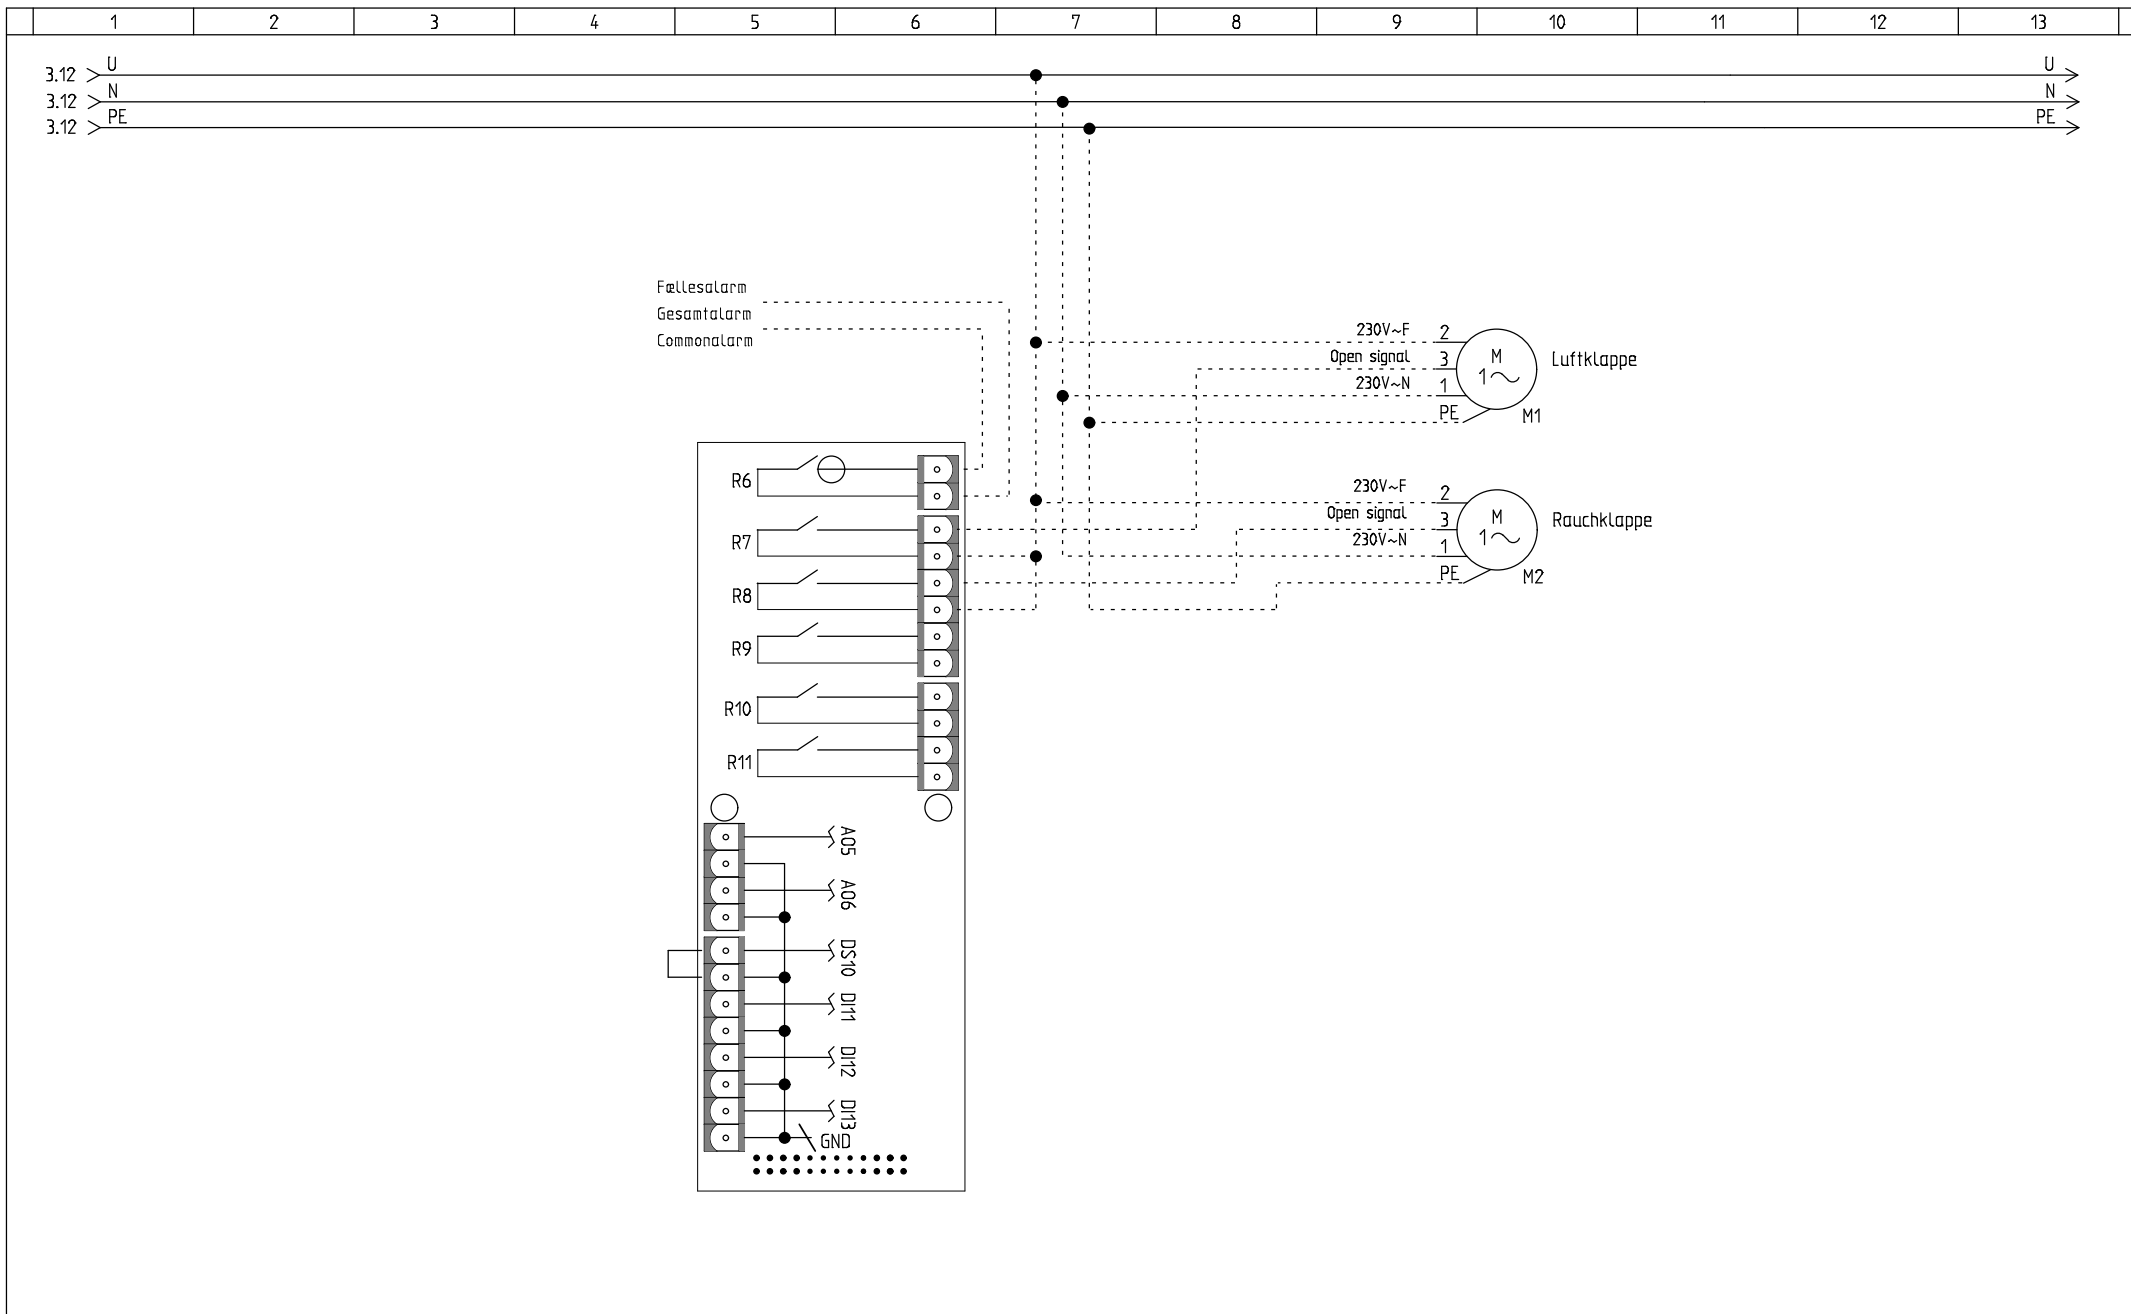 1 2 3 4 5 6 7 8 9 10 11 12 13
3.12 U U
3.12 N N
3.12 PE PE
Fællesalarm
Gesamtalarm
Commonalarm
230V~F 2
Open signal 3
230V~N 1
PE
M
1
Luftklappe
M1
230V~F 2
Open signal 3
230V~N 1
PE
M
1
Rauchklappe
M2
R6
R7
R8
R9
R10
R11
AO5
AO6
DS10
DI11
DI12
DI13
GND